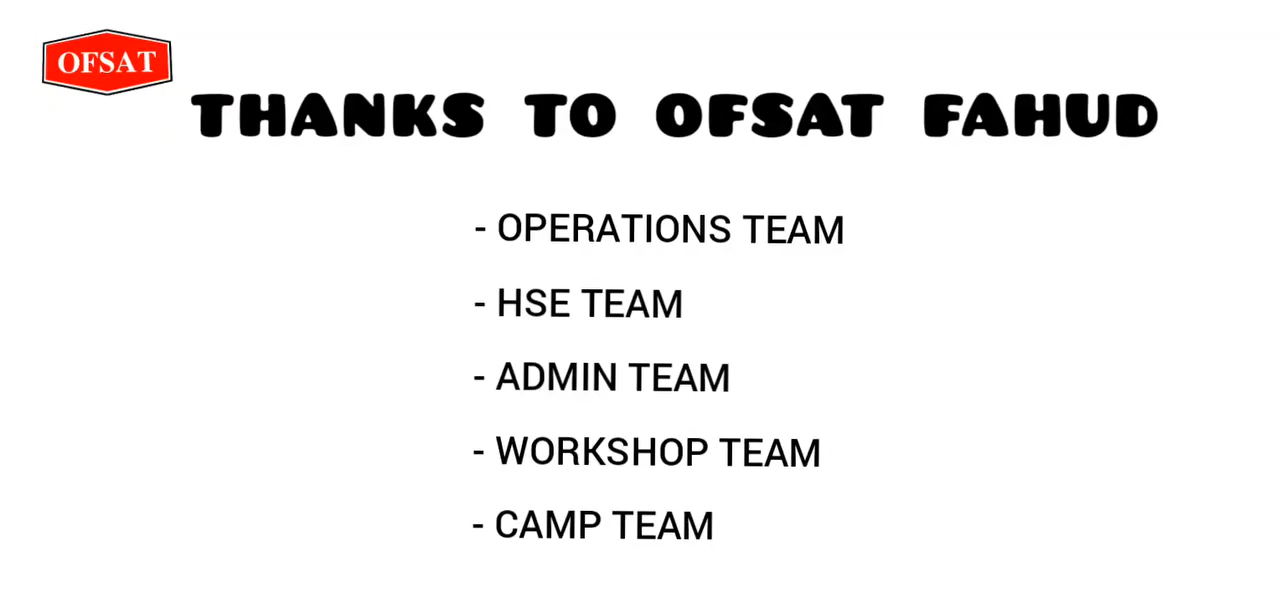 OFSAT
THANKS TO OFSAT FAHUD
- OPERATIONS TEAM
- HSE TEAM
- ADMIN TEAM
- WORKSHOP TEAM
- CAMP TEAM